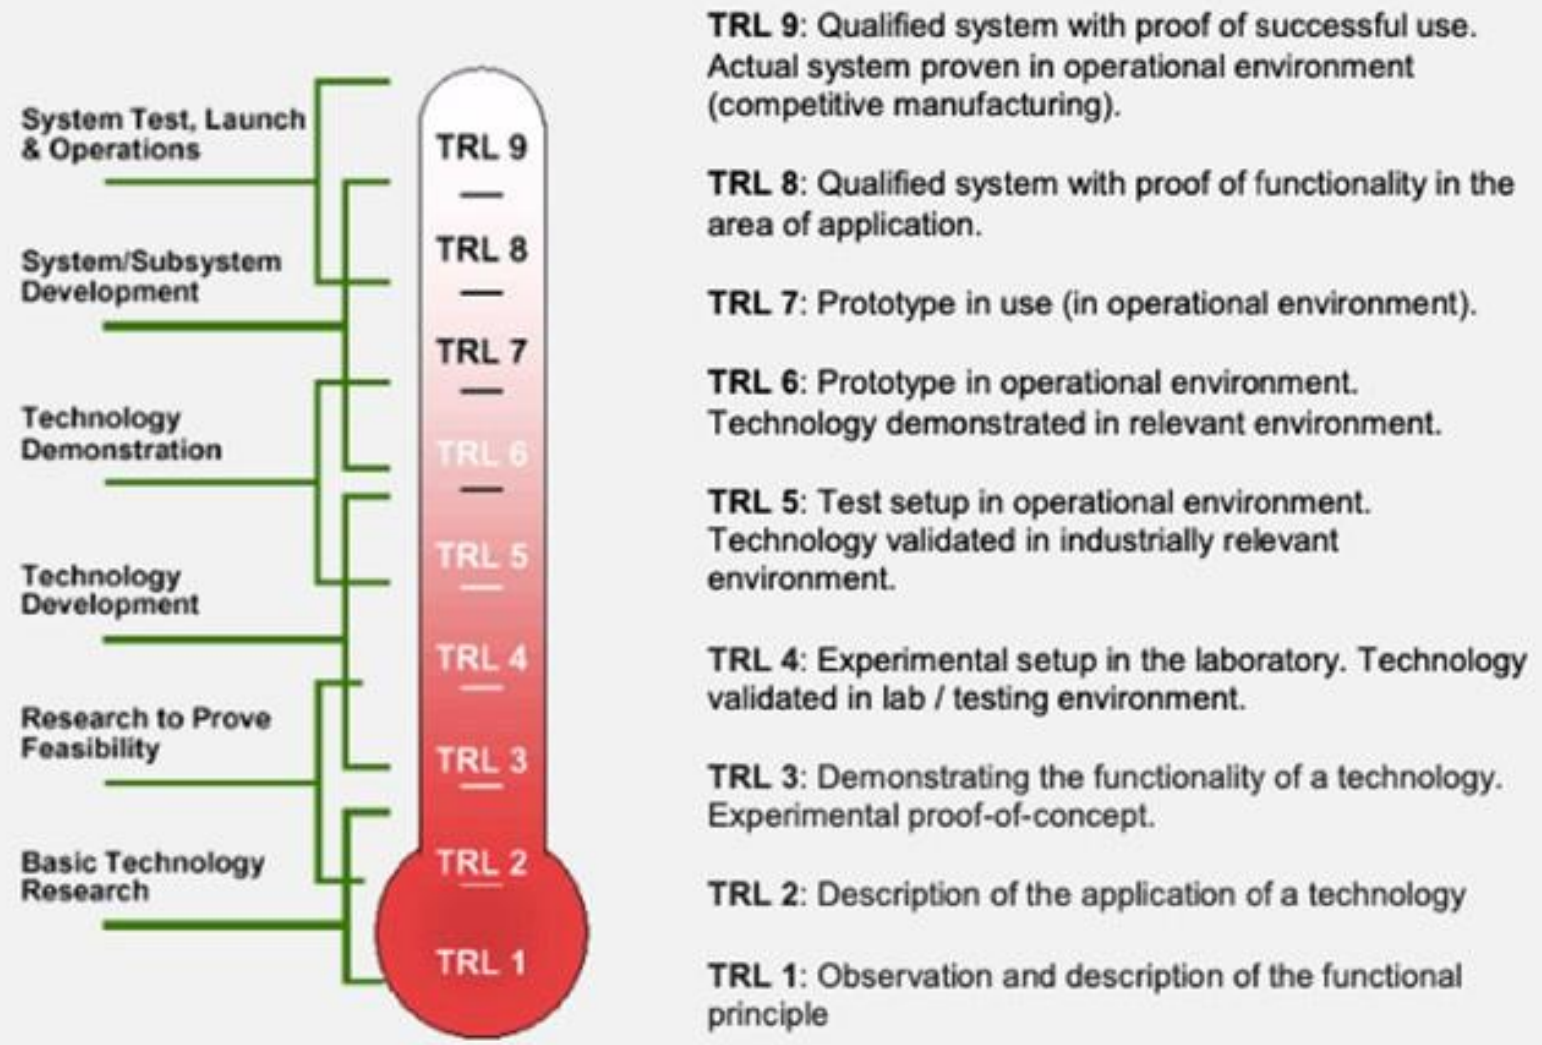 System Test, Launch
& Operations
System/Subsystem
Development
Technology
Demonstration
Technology
Development
Research to Prove
Feasibility
Basic Technology
Research
TRL 9
TRL 8
TRL 7
TRL 6
TRL 5
TRL 4
TRL 3
TRL 2
TRL 1
TRL 9: Qualified system with proof of successful use.
Actual system proven in operational environment
(competitive manufacturing).
TRL 8: Qualified system with proof of functionality in the
area of application.
TRL 7: Prototype in use (in operational environment).
TRL 6: Prototype in operational environment.
Technology demonstrated in relevant environment.
TRL 5: Test setup in operational environment.
Technology validated in industrially relevant
environment.
TRL 4: Experimental setup in the laboratory. Technology
validated in lab / testing environment.
TRL 3: Demonstrating the functionality of a technology.
Experimental proof-of-concept.
TRL 2: Description of the application of a technology
TRL 1: Observation and description of the functional
principle